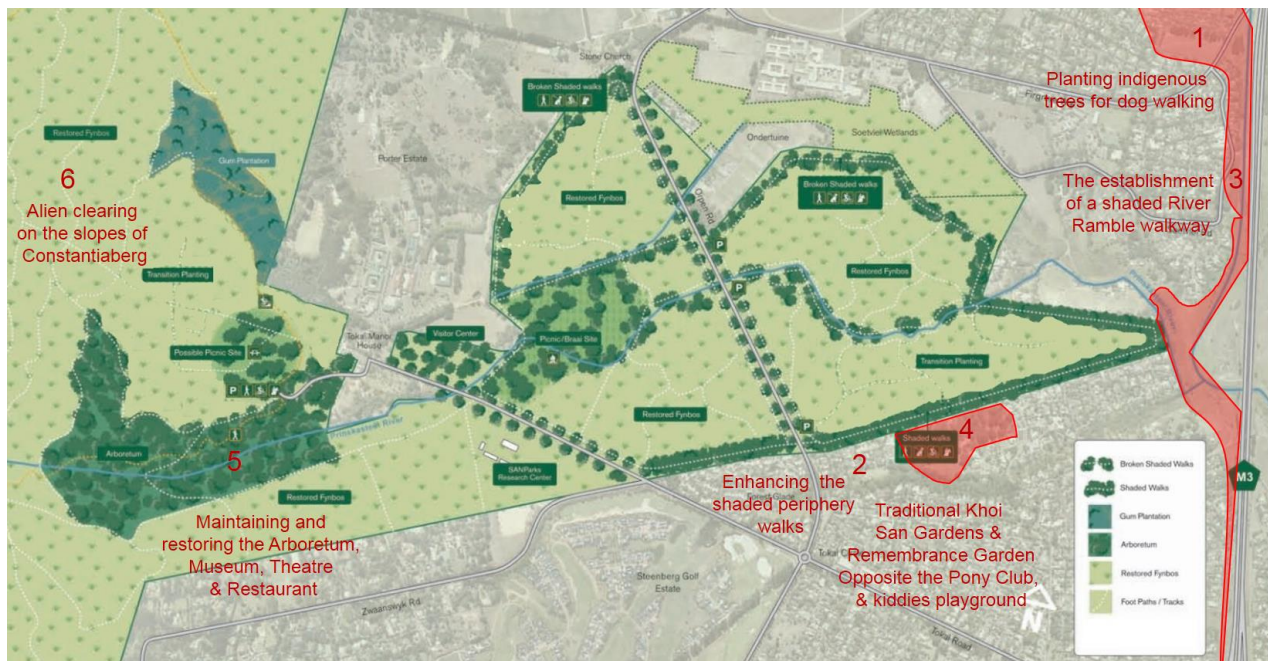 Stone Church
Broken Shaded walks
1
Planting indigenous
trees for dog walking
Restored Fynbos
Gum Plantation
Porter Estate
Ondertuine
Soetvlei Wetlands
6
Alien clearing
on the slopes of
Constantiaberg
Restored Fynbos
Orpen Rd
Broken Shaded walks
3
The establishment
of a shaded River
Ramble walkway
Transition Planting
P
Restored Fynbos
P
Possible Picnic Site
Tokai Manor
House
Visitor Center
Picnic/Braai Site
Transition Planting
P
Prinskasteel River
Restored Fynbos
P
4
Shaded walks
Arboretum
5
SANParks
Research Center
2
Restored Fynbos
Enhancing the
shaded periphery
walks
Maintaining and
restoring the Arboretum,
Museum, Theatre
& Restaurant
Traditional Khoi
San Gardens &
Remembrance Garden
Opposite the Pony Club,
& kiddies playground
Steenberg Golf
Estate
Zwaanswyk Rd
Tokai Road
N
Broken Shaded Walks
Shaded Walks
Gum Plantation
Arboretum
Restored Fynbos
Foot Paths / Tracks
M3